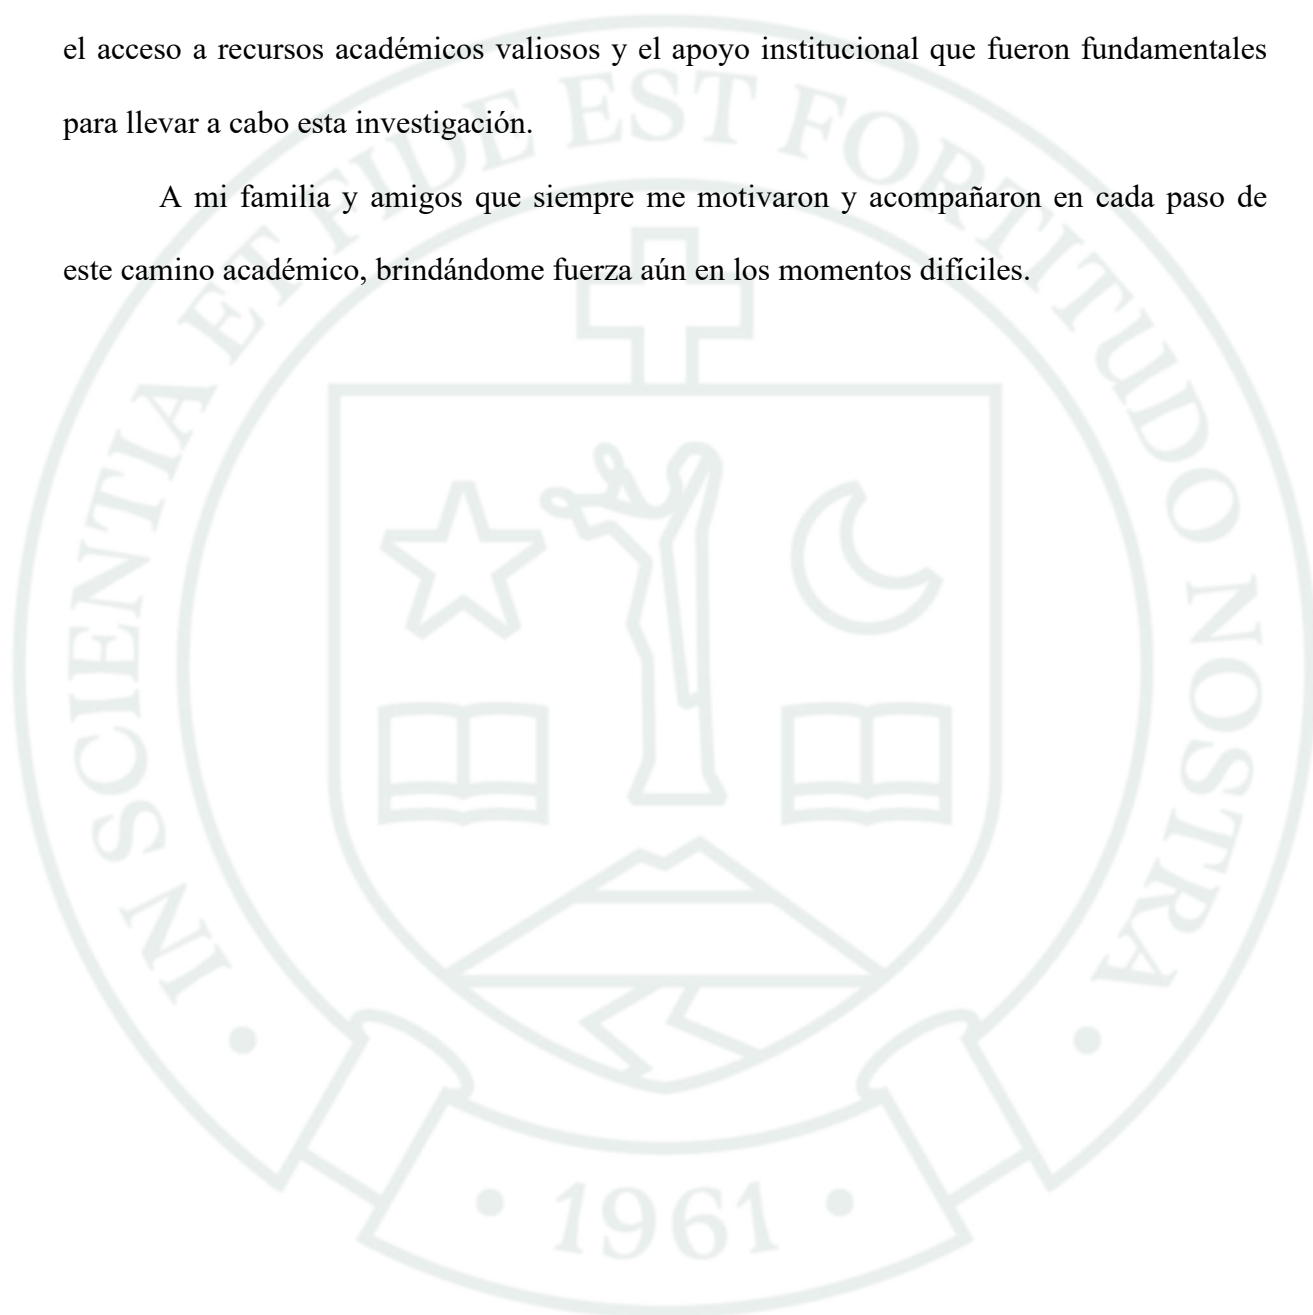 el acceso a recursos académicos valiosos y el apoyo institucional que fueron fundamentales
para llevar a cabo esta investigación.
A mi familia y amigos que siempre me motivaron y acompañaron en cada paso de
este camino académico, brindándome fuerza aún en los momentos difíciles.
IN SCIENTIA ET FIDE EST FORTITUDO NOSTRA
• 1961 •